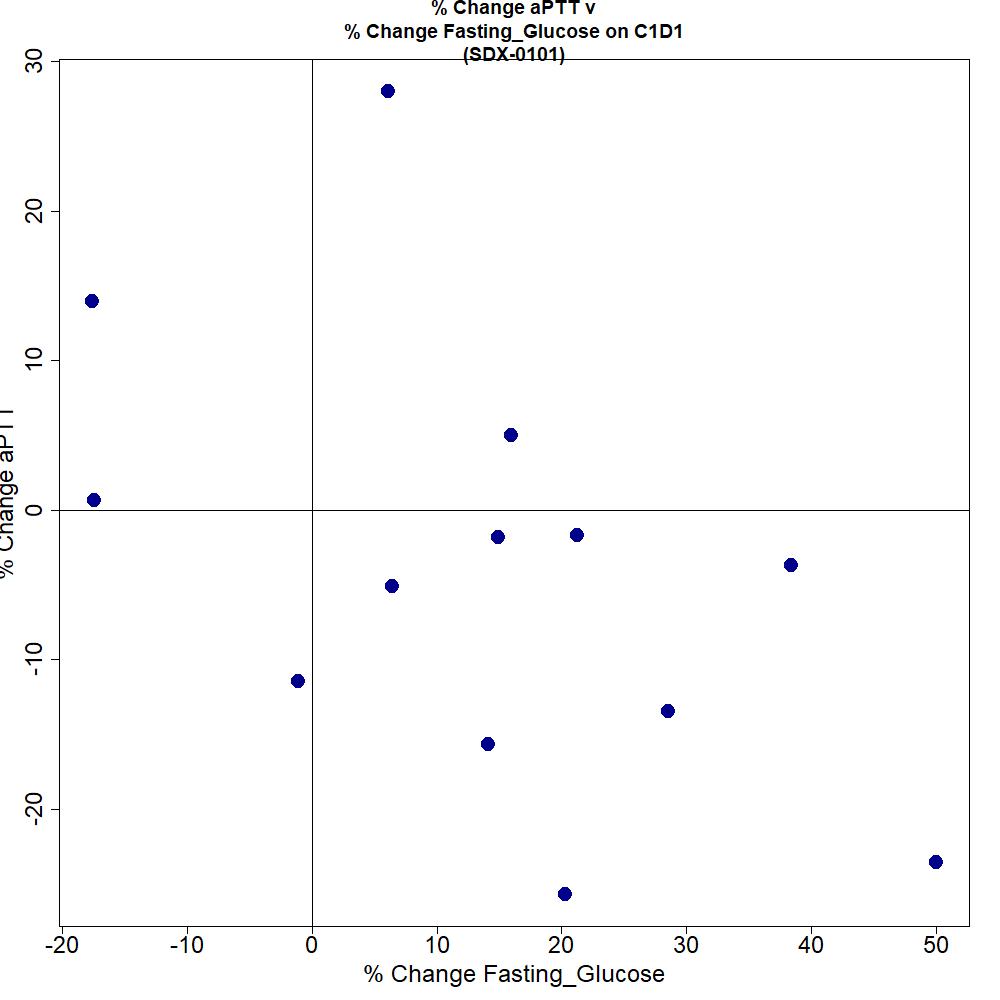 % Change aPTT v
% Change Fasting_Glucose on C1D1
(SDX-0101)
30
20
10
0
-10
-20
% Change aPTT
-20 -10 0 10 20 30 40 50
% Change Fasting_Glucose